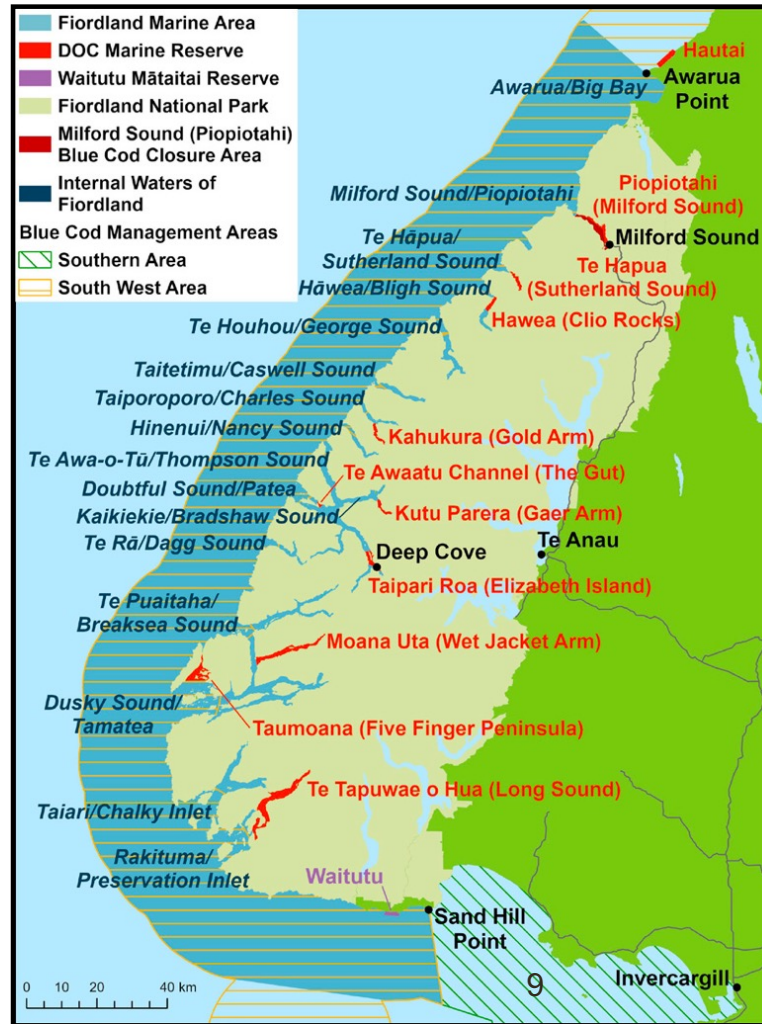 Fiordland Marine Area
DOC Marine Reserve
Waitutu Mātaitai Reserve
Fiordland National Park
Milford Sound (Piopiotahi)
Blue Cod Closure Area
Internal Waters of
Fiordland
Blue Cod Management Areas
Southern Area
South West Area
Hautai
Awarua
Point
Awarua/Big Bay
Milford Sound/Piopiotahi
Piopiotahi
(Milford Sound)
Milford Sound
Te Hāpua/
Sutherland Sound
Te Hapua
(Sutherland Sound)
Hāwea/Bligh Sound
Hawea (Clio Rocks)
Te Houhou/George Sound
Taitetimu/Caswell Sound
Taiporoporo/Charles Sound
Hinenui/Nancy Sound
Kahukura (Gold Arm)
Te Awa-o-Tū/Thompson Sound
Te Awaatu Channel (The Gut)
Doubtful Sound/Patea
Kaikiekie/Bradshaw Sound
Kutu Parera (Gaer Arm)
Te Rā/Dagg Sound
Deep Cove
Te Anau
Taipari Roa (Elizabeth Island)
Te Puaitaha/
Breaksea Sound
Moana Uta (Wet Jacket Arm)
Dusky Sound/
Tamatea
Taumoana (Five Finger Peninsula)
Te Tapuwae o Hua (Long Sound)
Taiari/Chalky Inlet
Rakituma/
Preservation Inlet
Waitutu
Sand Hill
Point
Invercargill
9
0 10 20 40 km